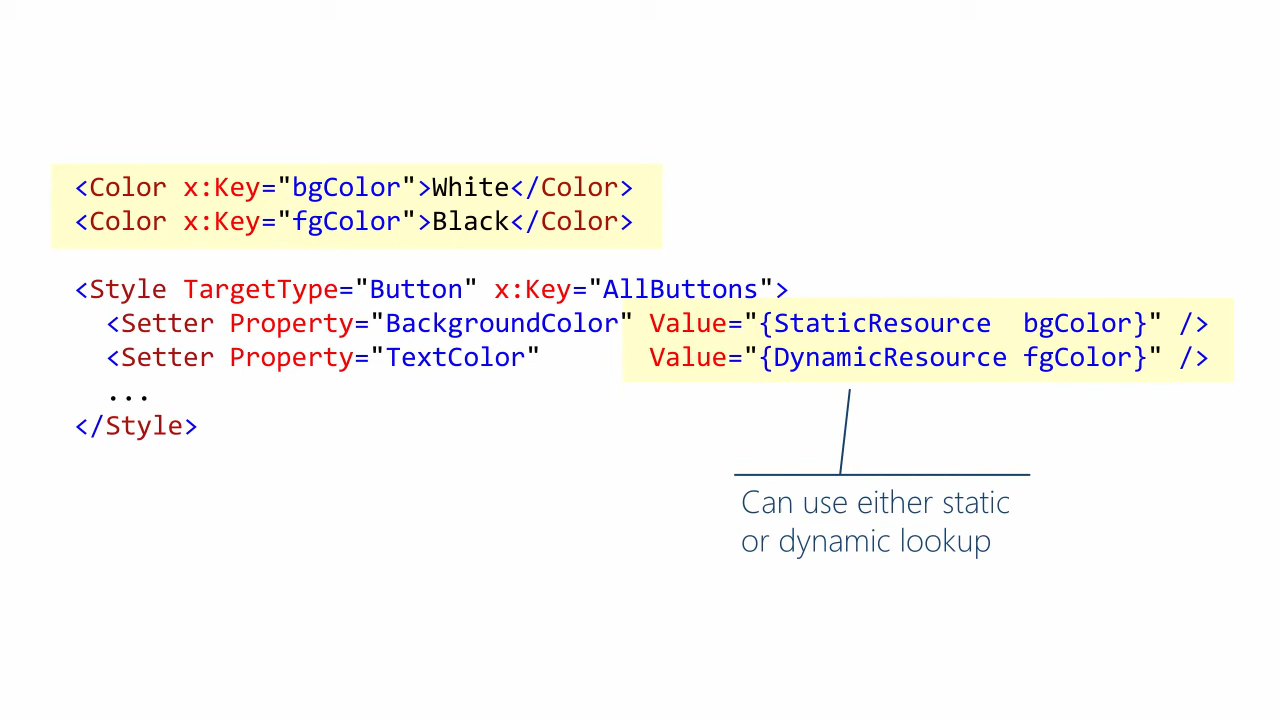 <Color x:Key="bgColor">White</Color>
<Color x:Key="fgColor">Black</Color>
<Style TargetType="Button" x:Key="AllButtons">
  <Setter Property="BackgroundColor" Value="{StaticResource  bgColor}" />
  <Setter Property="TextColor"       Value="{DynamicResource fgColor}" />
  ...
</Style>
Can use either static
or dynamic lookup